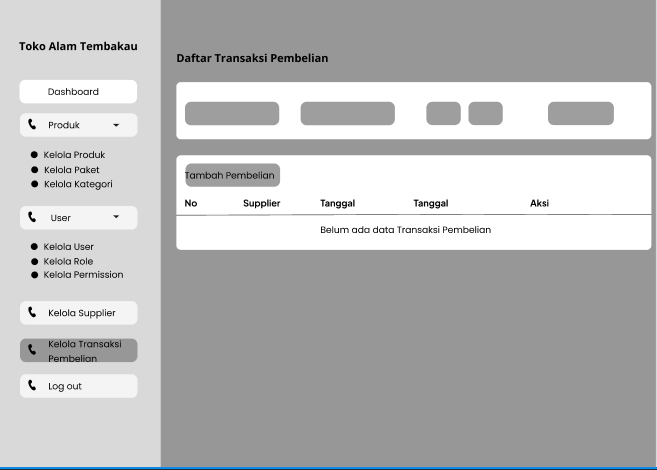 Toko Alam Tembakau
Dashboard
Produk
Kelola Produk
Kelola Paket
Kelola Kategori
User
Kelola User
Kelola Role
Kelola Permission
Kelola Supplier
Kelola Transaksi
Pembelian
Log out
Daftar Transaksi Pembelian
Tambah Pembelian
No Supplier Tanggal Tanggal Aksi
Belum ada data Transaksi Pembelian